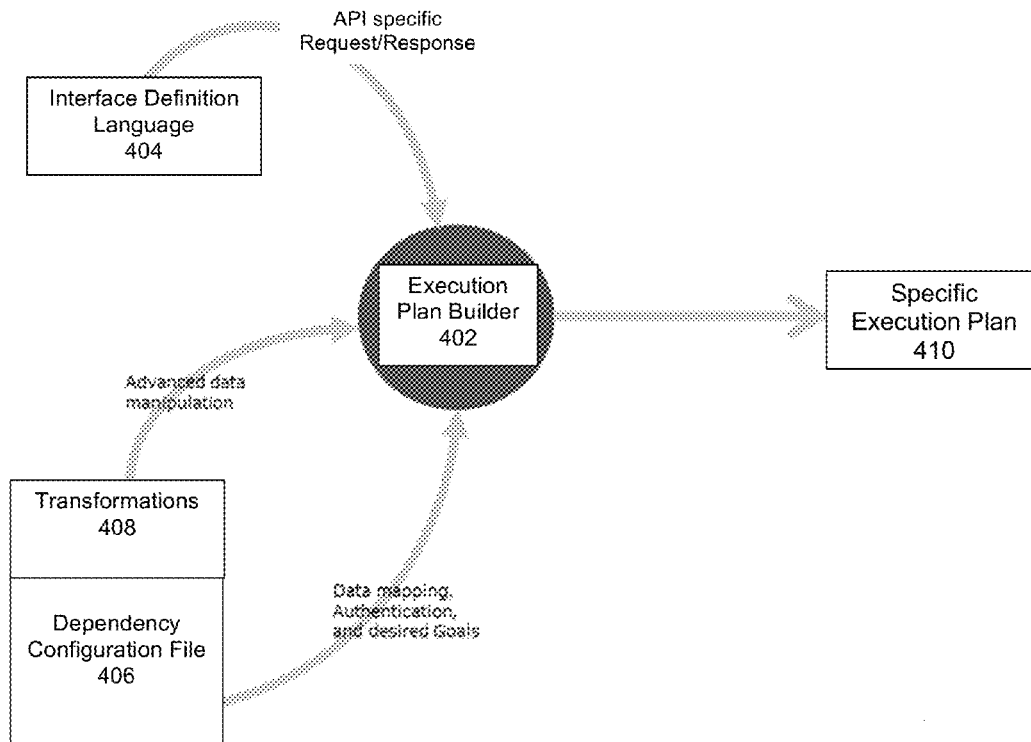 API specific
Request/Response
Interface Definition
Language
404
Execution
Plan Builder
402
Specific
Execution Plan
410
Advanced data
manipulation
Transformations
408
Data mapping,
Authentication,
and desired Goals
Dependency
Configuration File
406